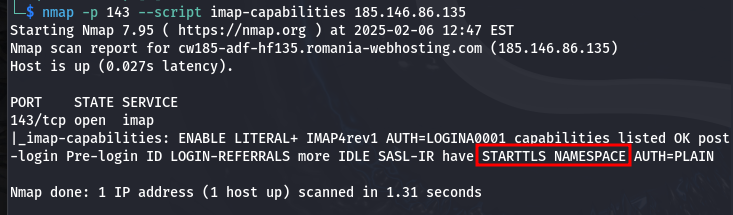 $ nmap -p 143 --script imap-capabilities 185.146.86.135
Starting Nmap 7.95 ( https://nmap.org ) at 2025-02-06 12:47 EST
Nmap scan report for cw185-adf-hf135.romania-webhosting.com (185.146.86.135)
Host is up (0.027s latency).
PORT    STATE SERVICE
143/tcp open  imap
|_imap-capabilities: ENABLE LITERAL+ IMAP4rev1 AUTH=LOGINA0001 capabilities listed OK post
-login Pre-login ID LOGIN-REFERRALS more IDLE SASL-IR have STARTTLS NAMESPACE AUTH=PLAIN
Nmap done: 1 IP address (1 host up) scanned in 1.31 seconds